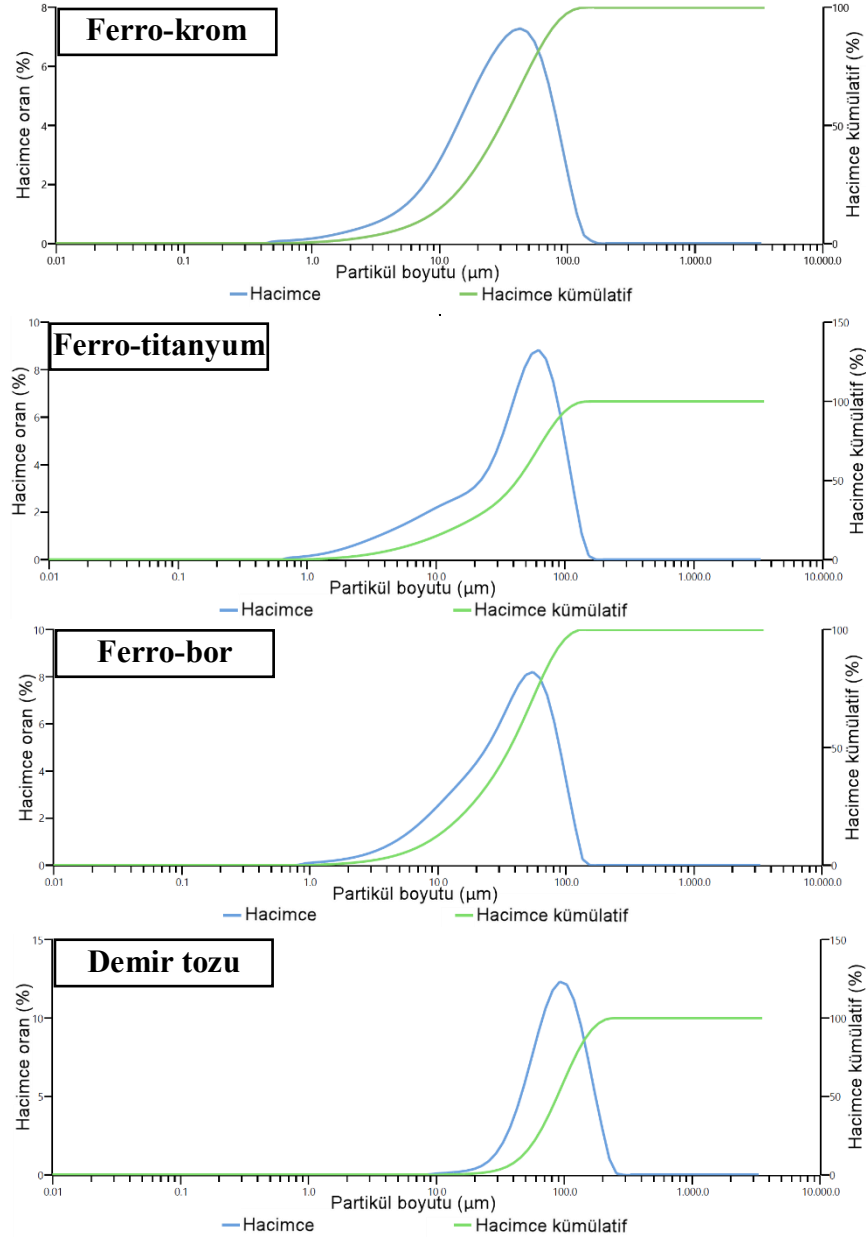 Ferro-krom
Hacimce oran (%)
8
6
4
2
0
100
50
0
Hacimce kümülatif (%)
0.01 0.1 1.0 10.0 100.0 1.000.0 10.000.0
Partikül boyutu (µm)
Hacimce Hacimce kümülatif
Ferro-titanyum
Hacimce oran (%)
10
8
6
4
2
0
150
100
50
0
Hacimce kümülatif (%)
0.01 0.1 1.0 10.0 100.0 1.000.0 10.000.0
Partikül boyutu (µm)
Hacimce Hacimce kümülatif
Ferro-bor
Hacimce oran (%)
10
8
6
4
2
0
100
50
0
Hacimce kümülatif (%)
0.01 0.1 1.0 10.0 100.0 1.000.0 10.000.0
Partikül boyutu (µm)
Hacimce Hacimce kümülatif
Demir tozu
Hacimce oran (%)
15
10
5
0
150
100
50
0
Hacimce kümülatif (%)
0.01 0.1 1.0 10.0 100.0 1.000.0 10.000.0
Partikül boyutu (µm)
Hacimce Hacimce kümülatif